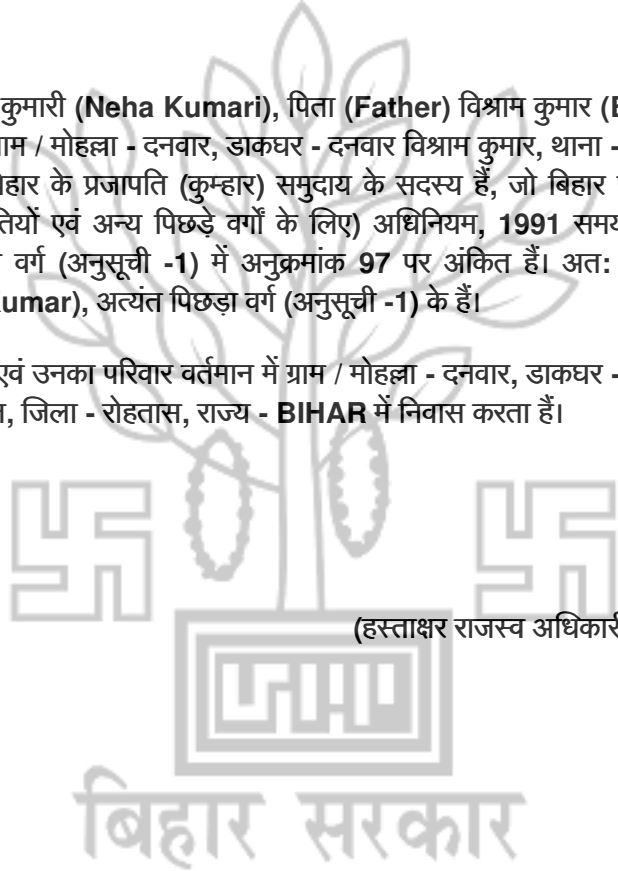 कुमारी (Neha Kumari), पिता (Father) विश्राम कुमार (
ग्राम / मोहल्ला - दनवार, डाकघर - दनवार विश्राम कुमार, थाना -
बिहार के प्रजापति (कुम्हार) समुदाय के सदस्य हैं, जो बिहार
एवं अन्य पिछड़े वर्गों के लिए) अधिनियम, 1991
वर्ग (अनुसूची -1) में अनुक्रमांक 97 पर अंकित हैं। अत:
अत्यंत पिछड़ा वर्ग (अनुसूची -1) के हैं।
एवं उनका परिवार वर्तमान में ग्राम / मोहल्ला - दनवार, डाकघर -
जिला - रोहतास, राज्य - BIHAR में निवास करता हैं।
(हस्ताक्षर राजस्व अधिकारी
बिहार सरकार